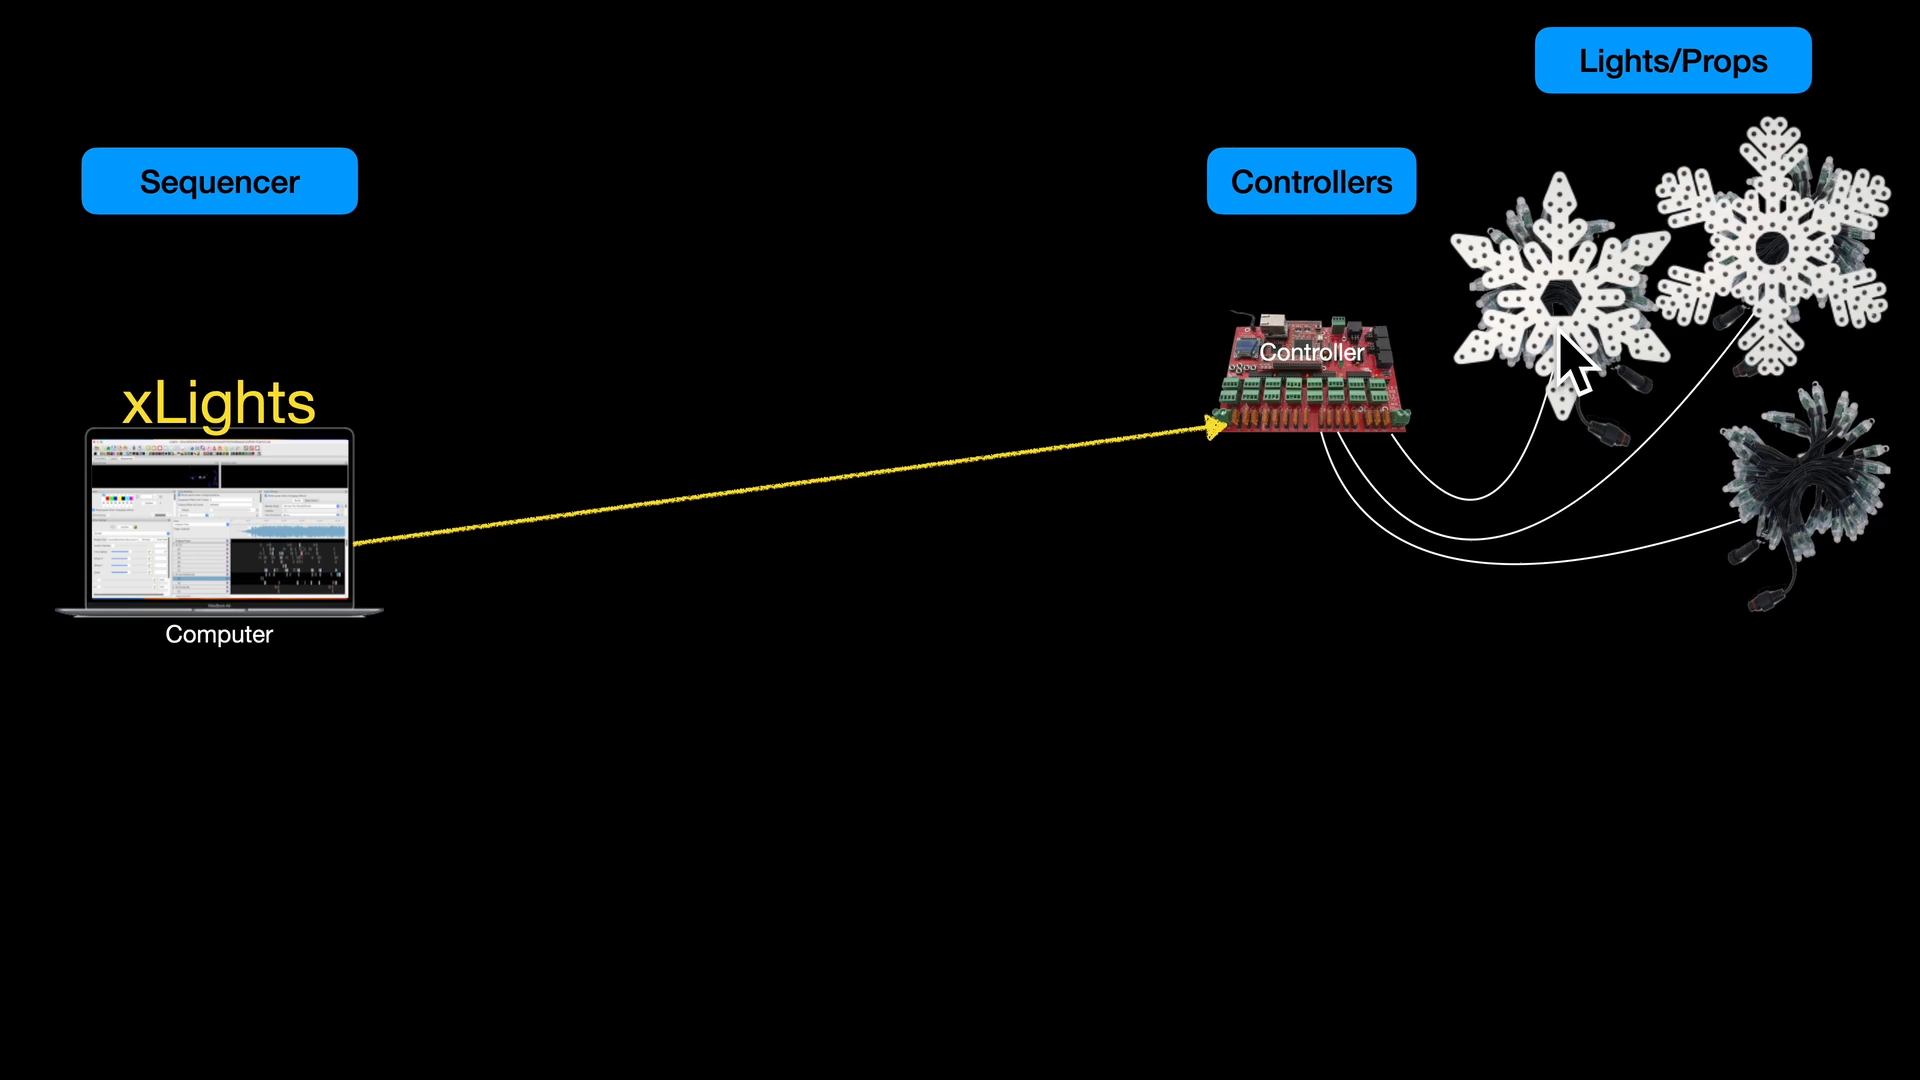 Lights/Props
Sequencer
Controllers
Controller
xLights
Computer